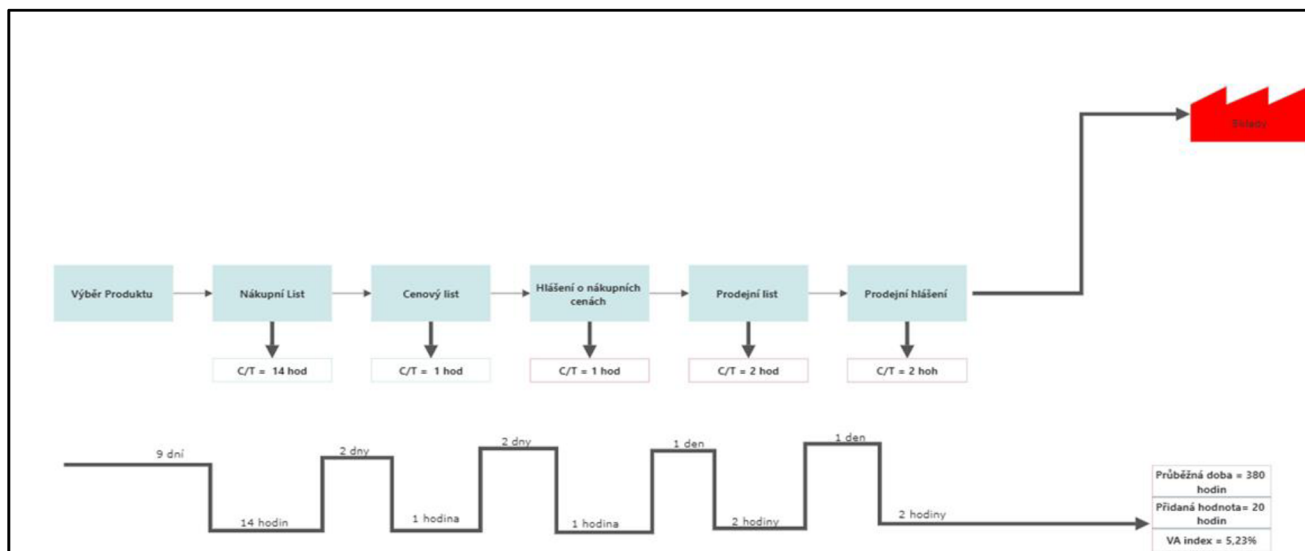 Sklady
Výběr Produktu
Nákupní List
Cenový list
Hlášení o nákupních
cenách
Prodejní list
Prodejní hlášení
C/T =  14 hod
C/T =  1 hod
C/T = 1 hod
C/T = 2 hod
C/T = 2 hoh
9 dní
2 dny
2 dny
1 den
1 den
14 hodin
1 hodina
1 hodina
2 hodiny
2 hodiny
Průběžná doba = 380
hodin
Přidaná hodnota= 20
hodin
VA index = 5,23%